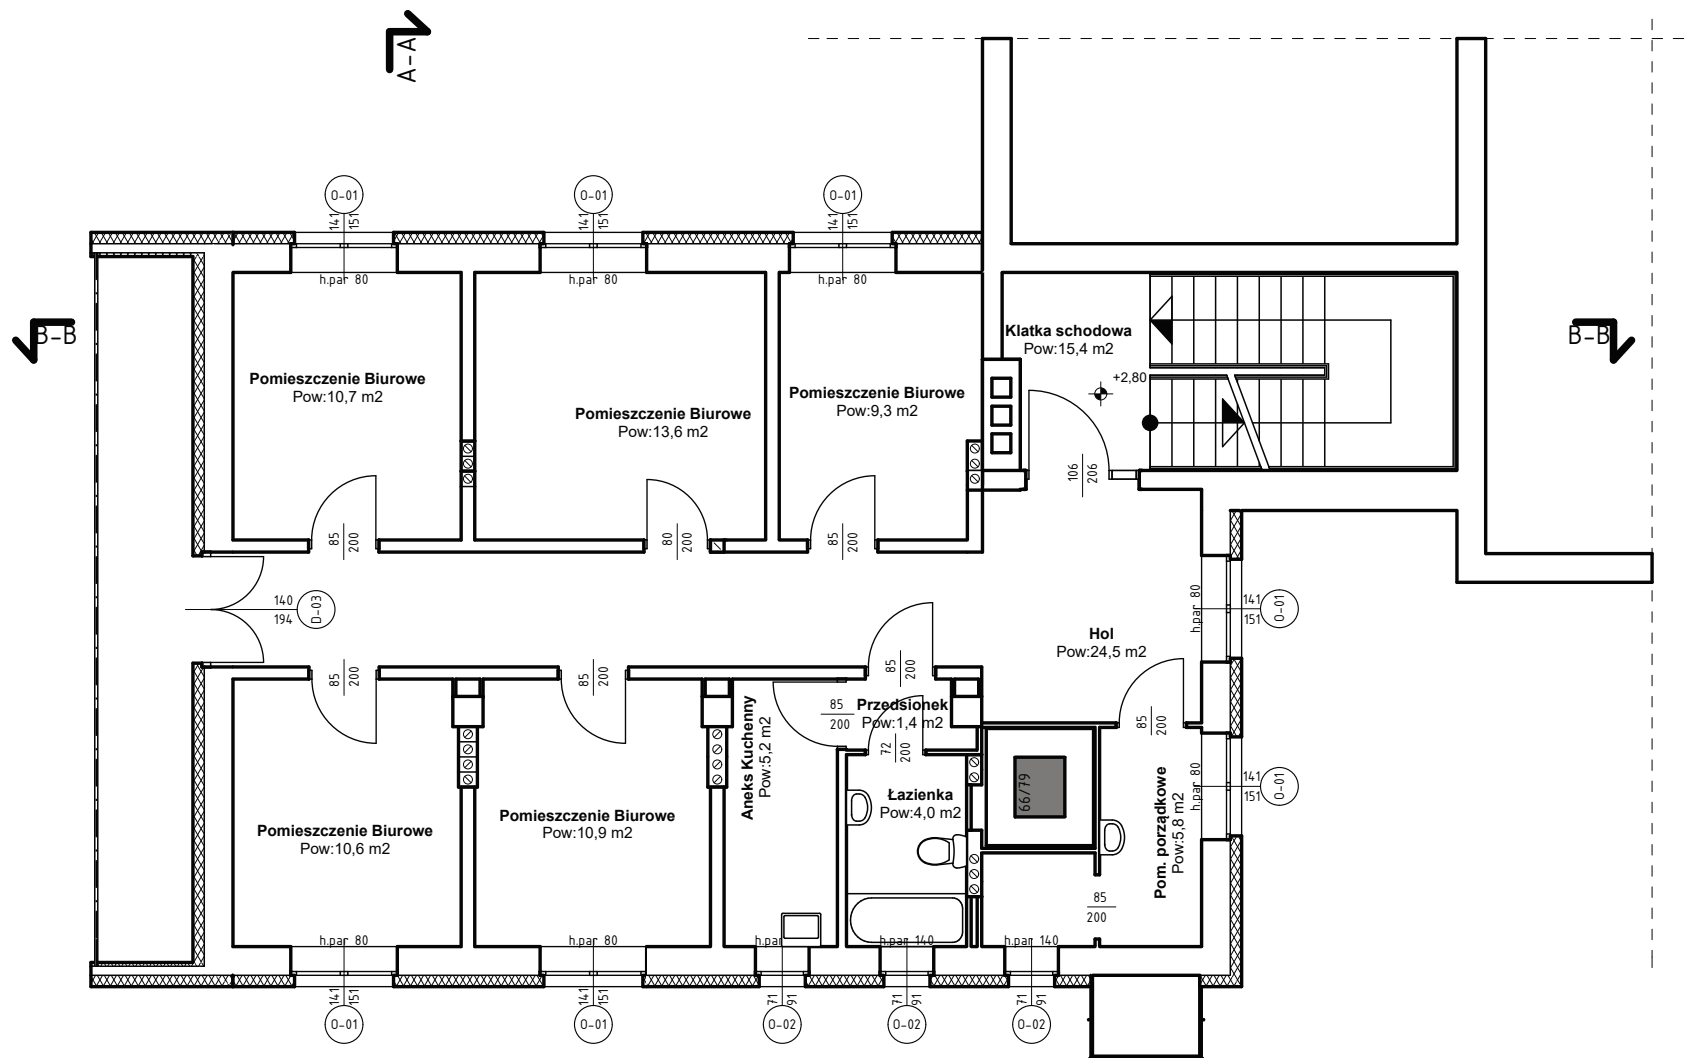 A-A
O-01
O-01
O-01
141
151
141
151
141
151
h.par 80
h.par 80
h.par 80
B-B
B-B
Klatka schodowa
Pow:15,4 m2
+2,80
Pomieszczenie Biurowe
Pow:10,7 m2
Pomieszczenie Biurowe
Pow:13,6 m2
Pomieszczenie Biurowe
Pow:9,3 m2
106
206
85
200
80
200
85
200
140
194
D-03
h.par 80
141
151
O-01
Hol
Pow:24,5 m2
85
200
85
200
85
200
85
200
Przedsionek
Pow:1,4 m2
72
200
85
200
Aneks Kuchenny
Pow:5,2 m2
66/79
h.par 80
141
151
O-01
Łazienka
Pow:4,0 m2
Pomieszczenie Biurowe
Pow:10,6 m2
Pomieszczenie Biurowe
Pow:10,9 m2
Pom. porządkowe
Pow:5,8 m2
85
200
h.par 80
h.par 80
h.par
h.par 140
h.par 140
141
151
141
151
71
91
71
91
71
91
O-01
O-01
O-02
O-02
O-02